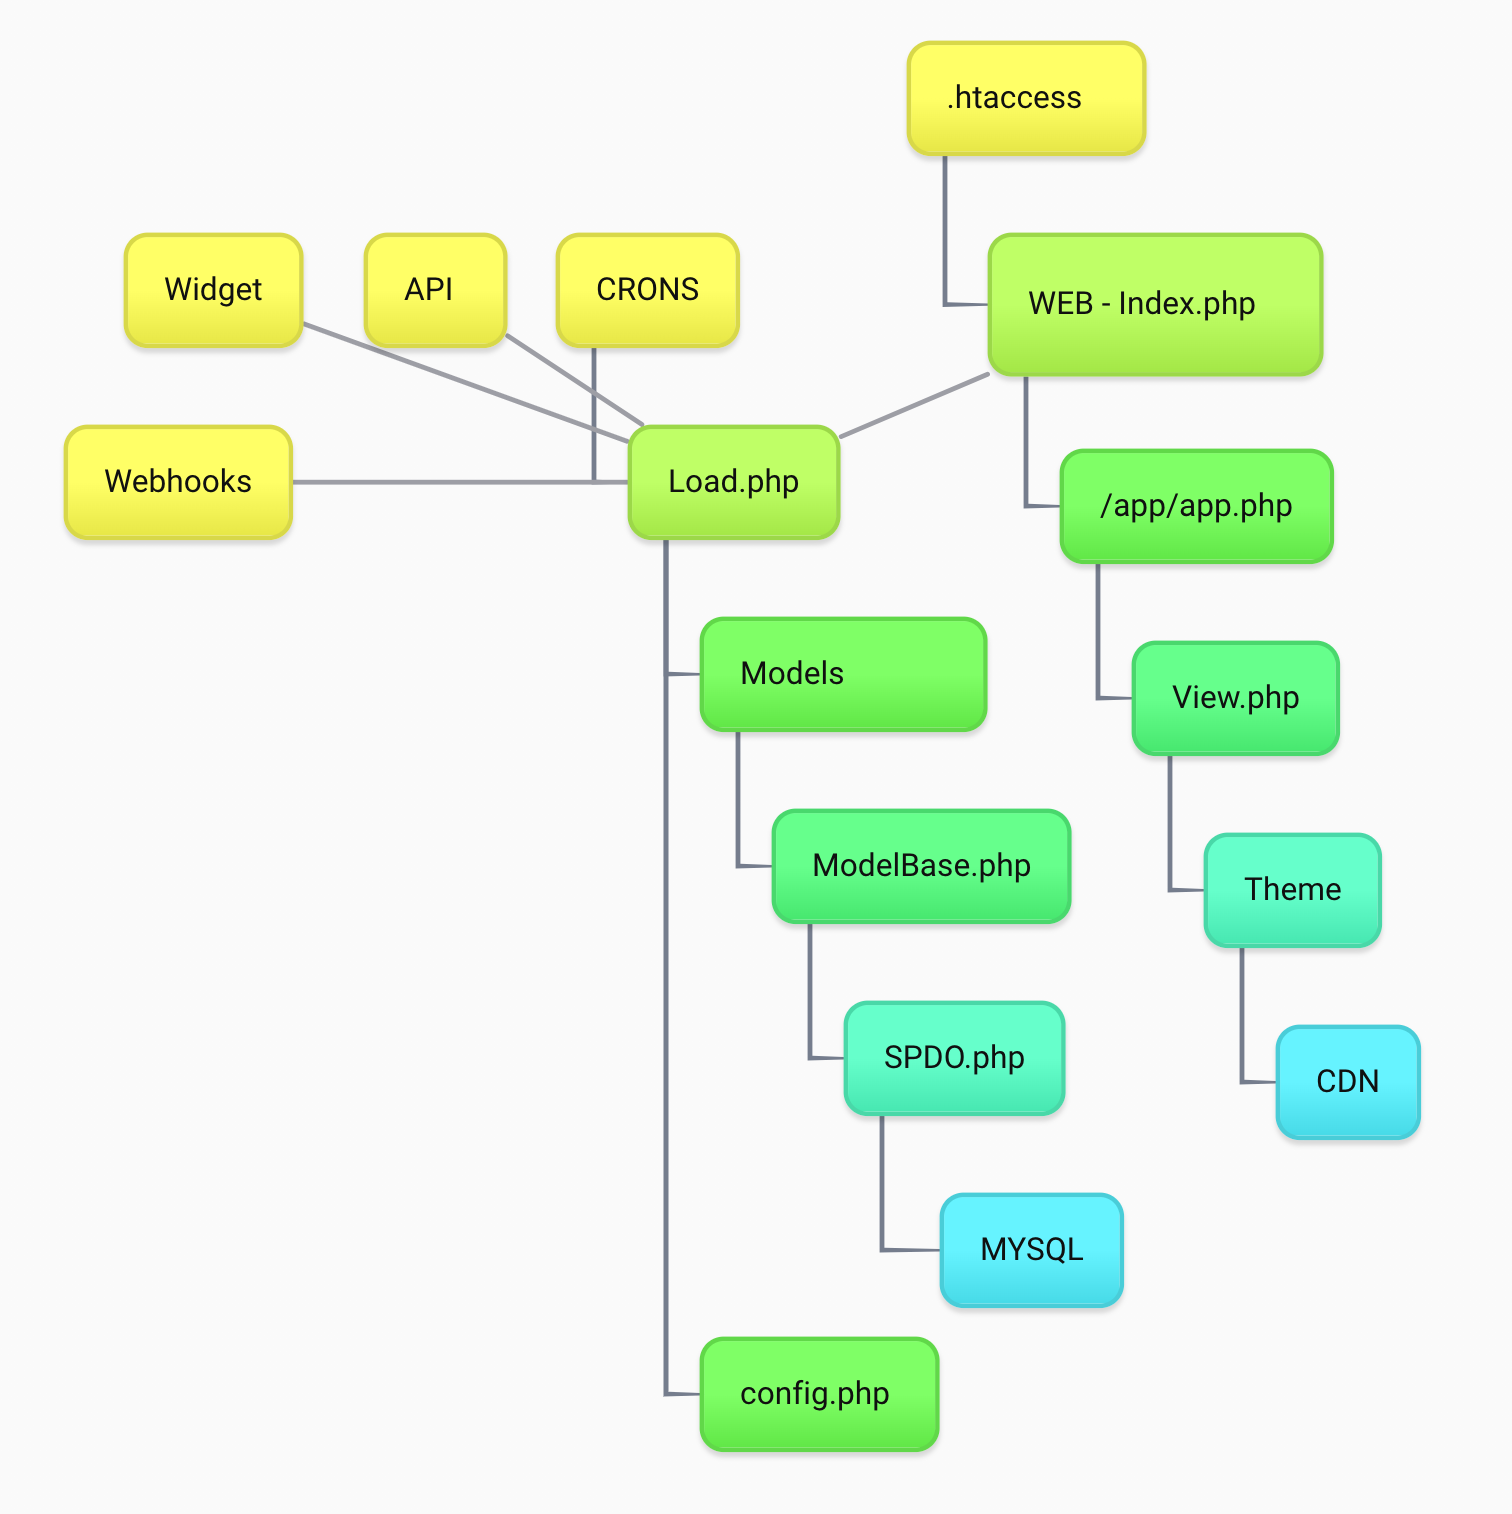 .htaccess
Widget
API
CRONS
WEB - Index.php
Webhooks
Load.php
/app/app.php
Models
View.php
ModelBase.php
Theme
SPDO.php
CDN
MYSQL
config.php